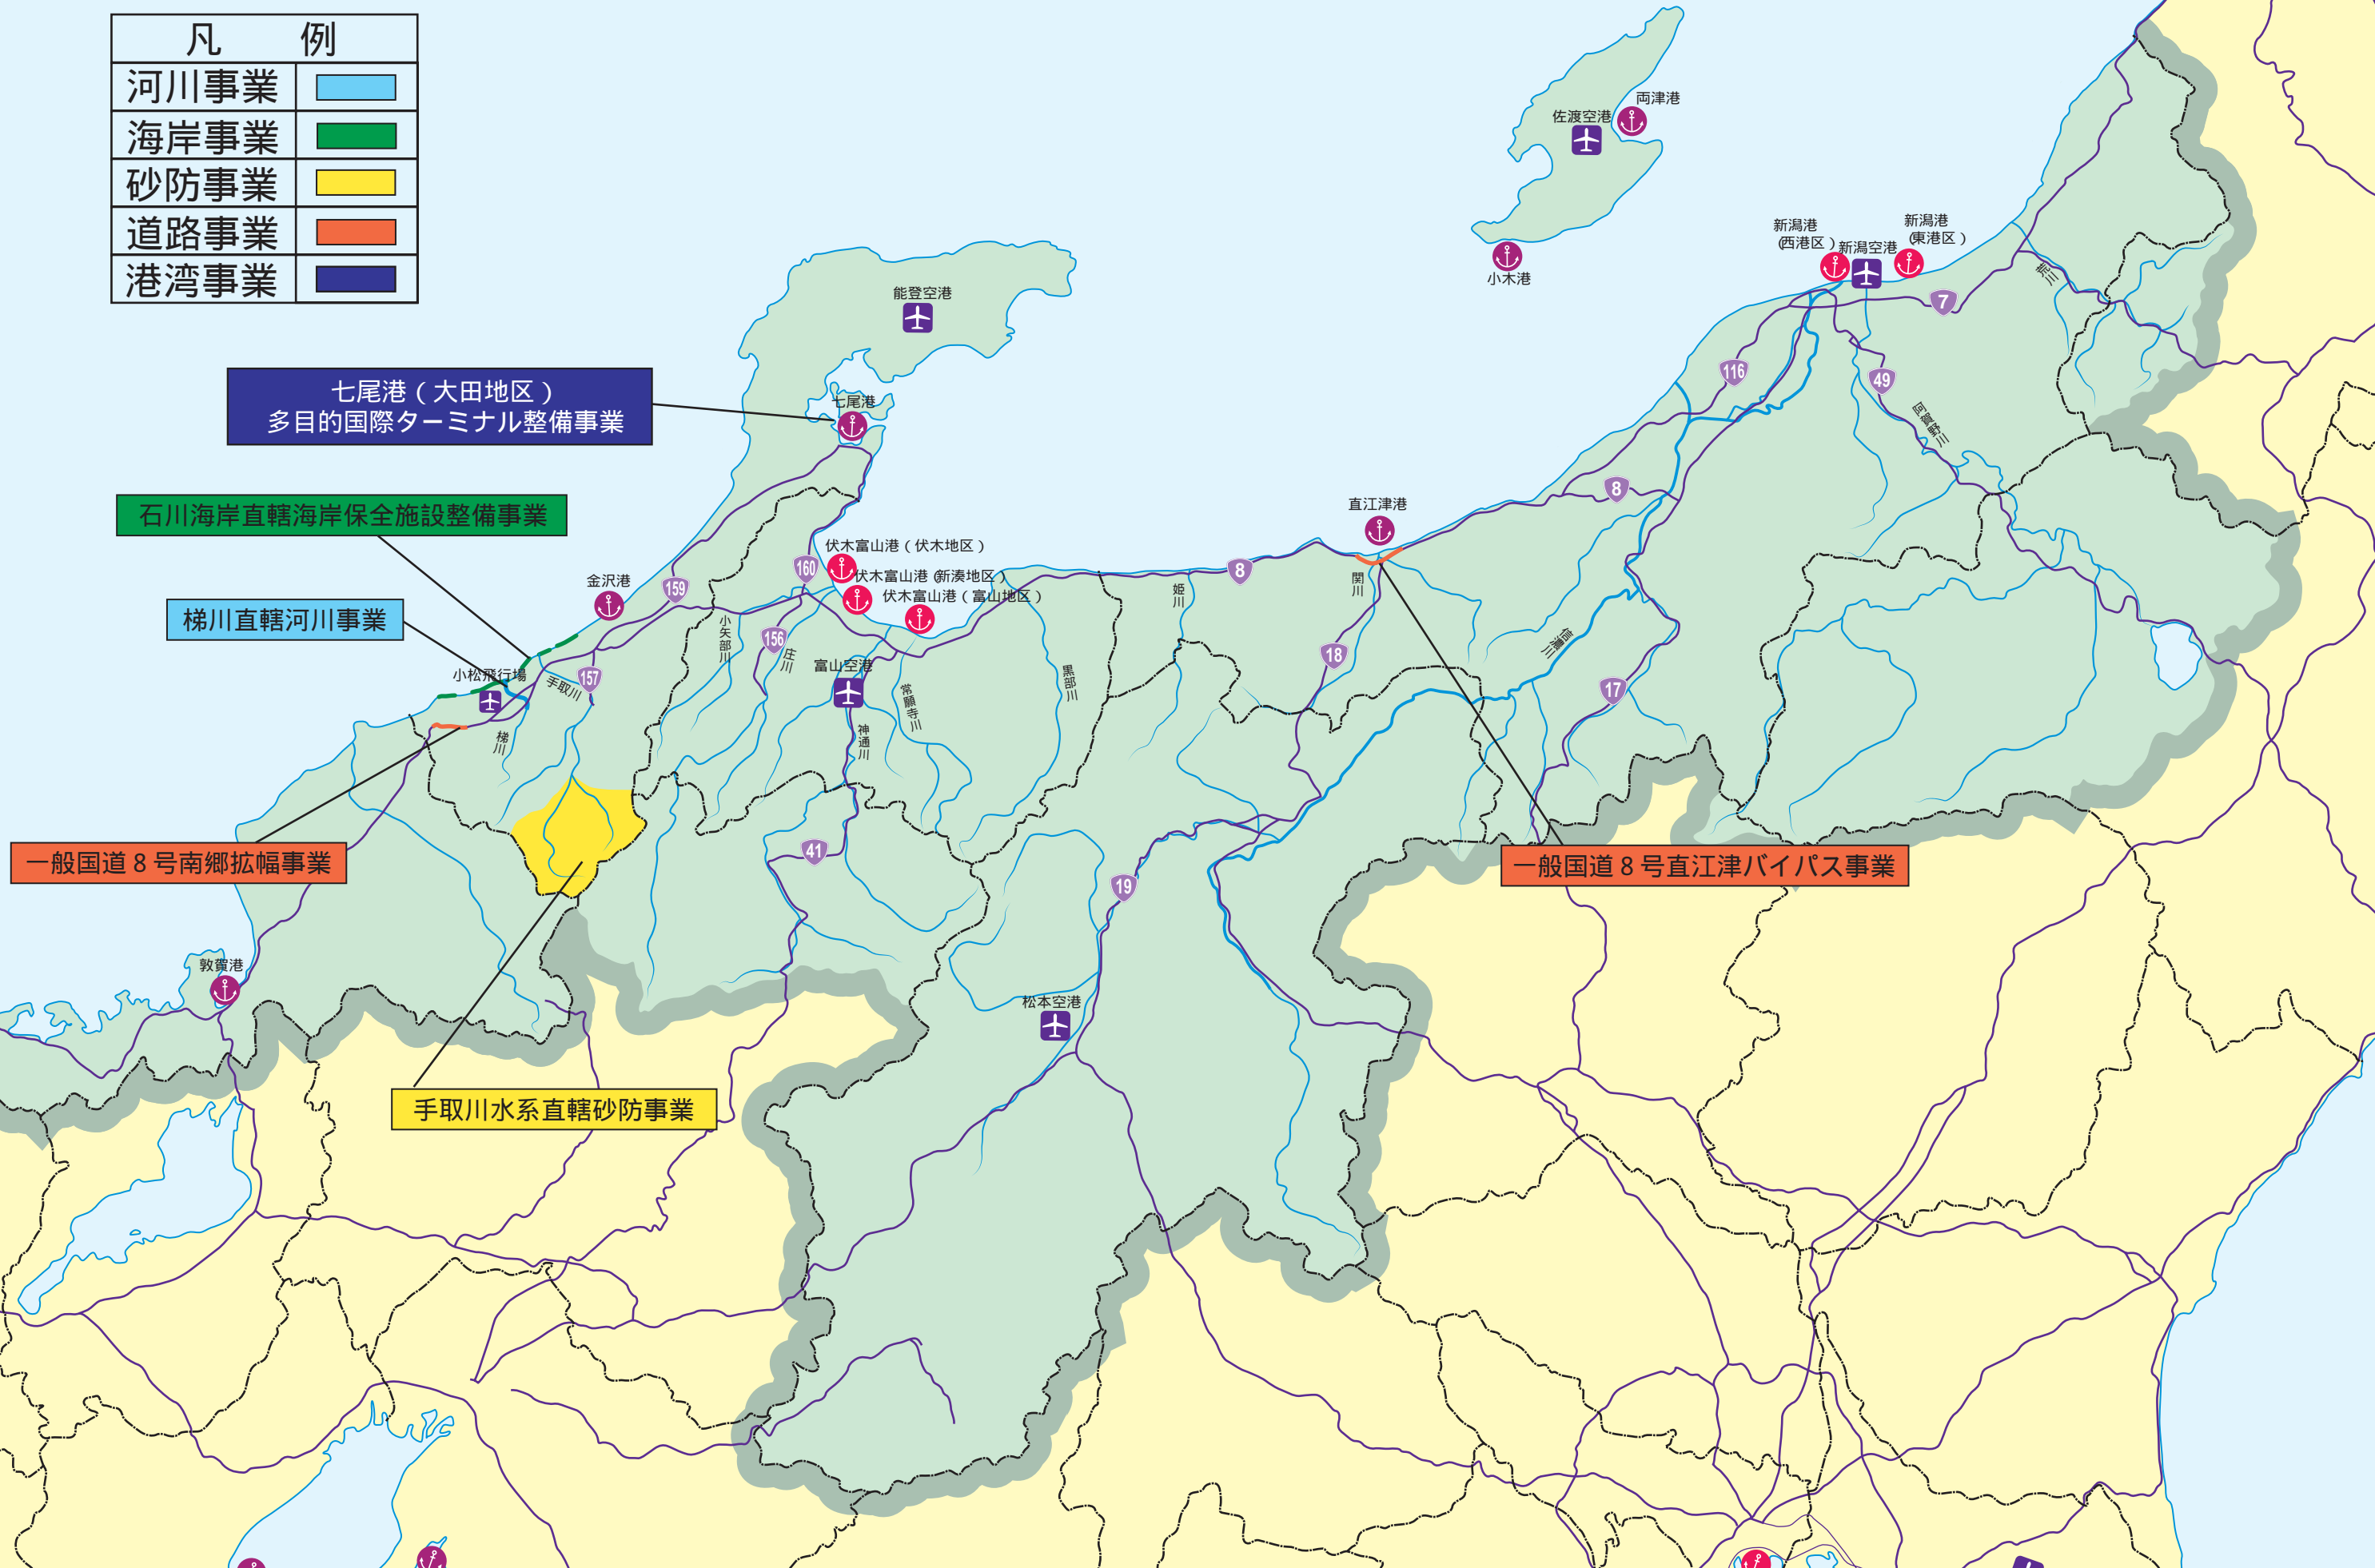 凡 例
河川事業
海岸事業
砂防事業
道路事業
港湾事業
両津港
佐渡空港
小木港
新潟港
(西港区)
新潟空港
新潟港
(東港区)
荒川
7
116
49
阿賀野川
能登空港
七尾港(大田地区)
多目的国際ターミナル整備事業
七尾港
石川海岸直轄海岸保全施設整備事業
梯川直轄河川事業
金沢港
159
160
伏木富山港(伏木地区)
伏木富山港(新湊地区)
伏木富山港(富山地区)
直江津港
8
8
関川
姫川
18
信濃川
17
小矢部川
156
庄川
富山空港
常願寺川
黒部川
神通川
小松飛行場
手取川
157
梯川
一般国道8号南郷拡幅事業
41
19
一般国道8号直江津バイパス事業
敦賀港
松本空港
手取川水系直轄砂防事業